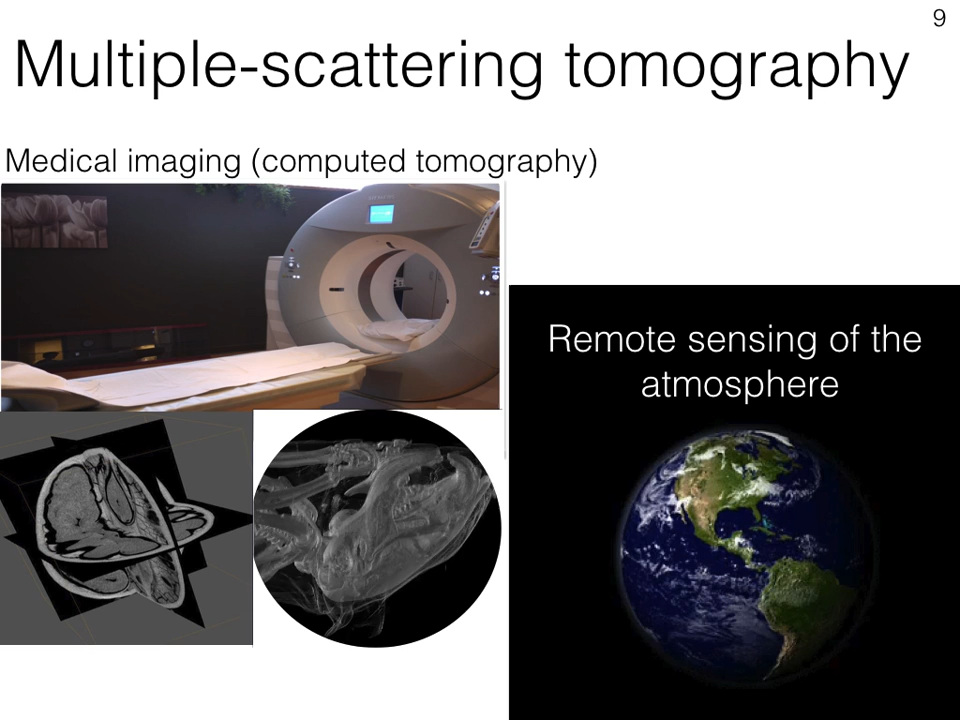 9
Multiple-scattering tomography
Medical imaging (computed tomography)
Remote sensing of the
atmosphere